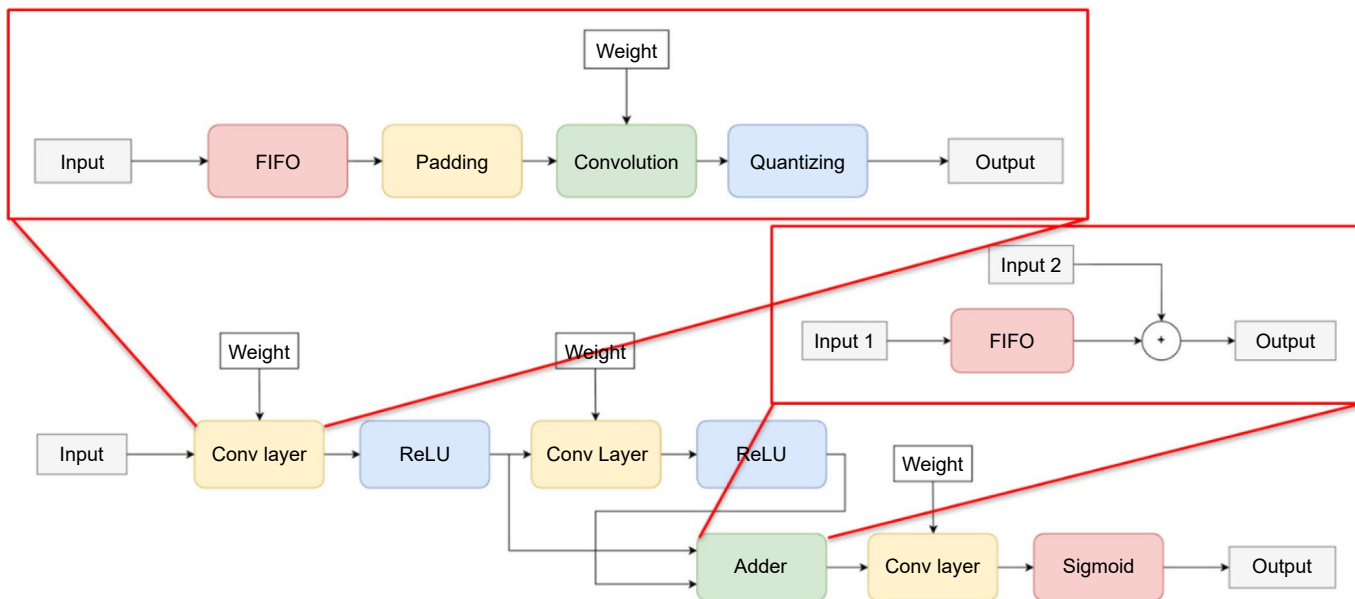 Weight
Input
FIFO
Padding
Convolution
Quantizing
Output
Input 2
Input 1
FIFO
+
Output
Weight
Weight
Input
Conv layer
ReLU
Conv Layer
ReLU
Weight
Adder
Conv layer
Sigmoid
Output